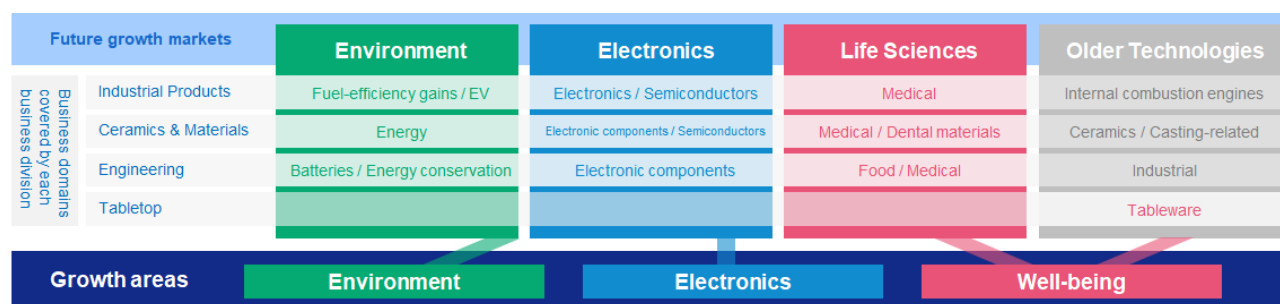 Future growth markets
Environment
Electronics
Life Sciences
Older Technologies
Business domains
covered by each
business division
Industrial Products
Fuel-efficiency gains / EV
Electronics / Semiconductors
Medical
Internal combustion engines
Ceramics & Materials
Energy
Electronic components / Semiconductors
Medical / Dental materials
Ceramics / Casting-related
Engineering
Batteries / Energy conservation
Electronic components
Food / Medical
Industrial
Tabletop
Tableware
Growth areas
Environment
Electronics
Well-being